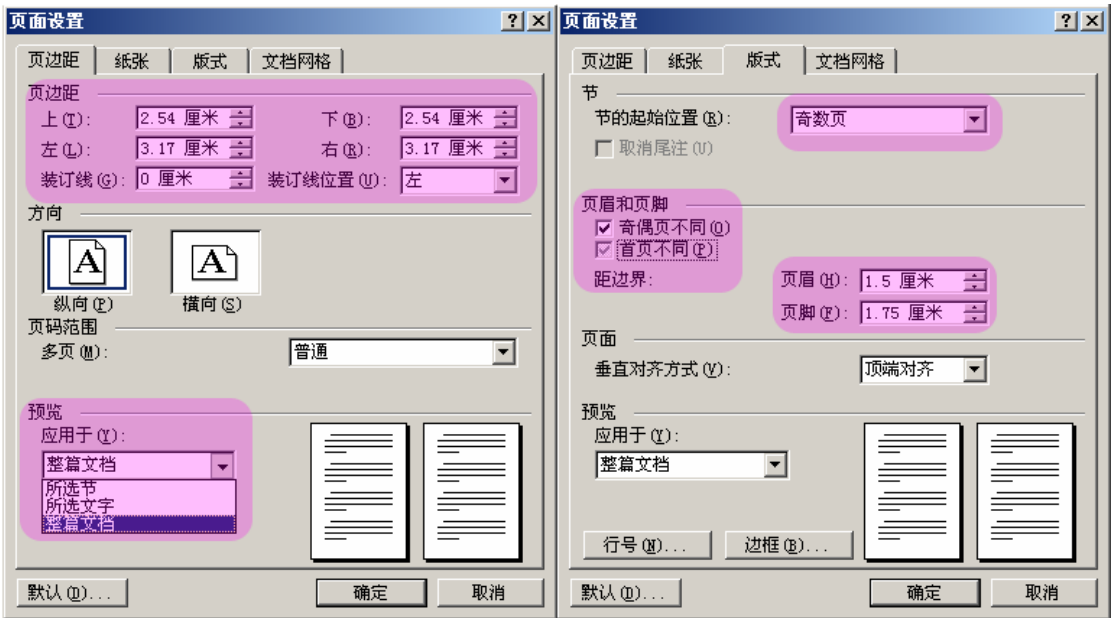 页面设置
页边距 纸张 版式 文档网格
页边距
上(T): 2.54 厘米 下(B): 2.54 厘米
左(L): 3.17 厘米 右(R): 3.17 厘米
装订线(G): 0 厘米 装订线位置(U): 左
方向
A A
纵向(P) 横向(S)
页码范围
多页(M): 普通
预览
应用于(Y):
整篇文档
所选节
所选文字
整篇文档
默认(D)... 确定 取消
页面设置
页边距 纸张 版式 文档网格
节
节的起始位置(R): 奇数页
取消尾注(U)
页眉和页脚
奇偶页不同(O)
首页不同(P)
距边界: 页眉(H): 1.5 厘米
页脚(F): 1.75 厘米
页面
垂直对齐方式(V): 顶端对齐
预览
应用于(Y):
整篇文档
行号(N)... 边框(B)...
默认(D)... 确定 取消